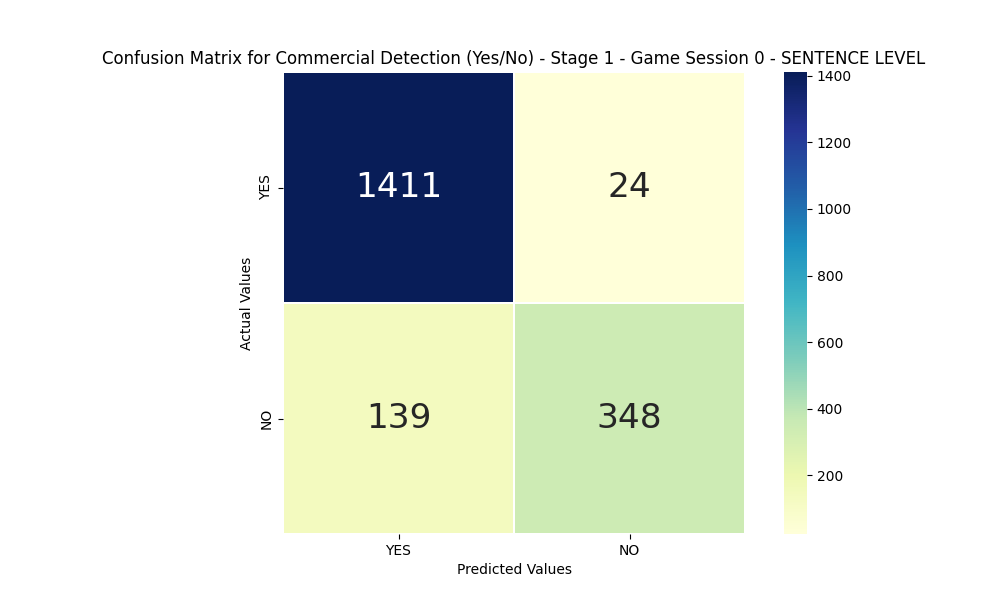 Confusion Matrix for Commercial Detection (Yes/No) - Stage 1 - Game Session 0 - SENTENCE LEVEL
Actual Values
YES
1411
24
NO
139
348
YES
NO
Predicted Values
1400
1200
1000
800
600
400
200